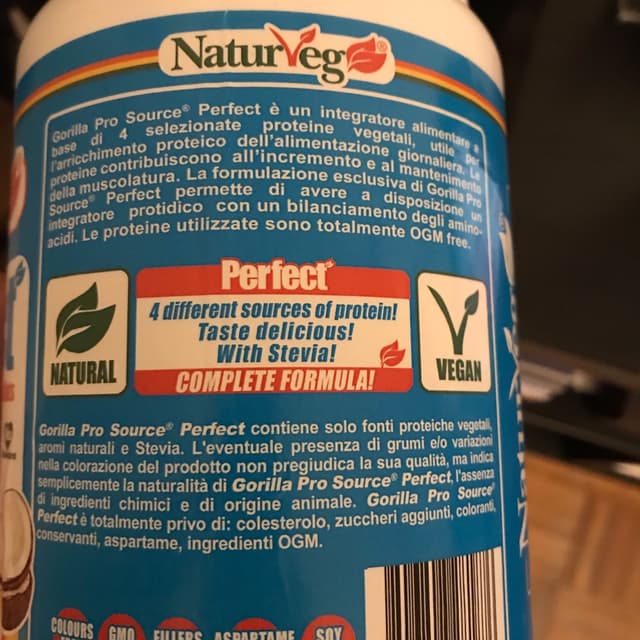 NaturVeg®
Gorilla Pro Source® Perfect è un integratore alimentare a
base di 4 selezionate proteine vegetali, utile per
l'arricchimento proteico dell'alimentazione giornaliera. Le
proteine contribuiscono all'incremento e al mantenimento
della muscolatura. La formulazione esclusiva di Gorilla Pro
Source® Perfect permette di avere a disposizione un
integratore protidico con un bilanciamento degli amino-
acidi. Le proteine utilizzate sono totalmente OGM free.
NATURAL
Perfect
4 different sources of protein!
Taste delicious!
With Stevia!
COMPLETE FORMULA!
VEGAN
Gorilla Pro Source® Perfect contiene solo fonti proteiche vegetali,
aromi naturali e Stevia. L'eventuale presenza di grumi e/o variazioni
nella colorazione del prodotto non pregiudica la sua qualità, ma indica
semplicemente la naturalità di Gorilla Pro Source® Perfect, l'assenza
di ingredienti chimici e di origine animale. Gorilla Pro Source®
Perfect è totalmente privo di: colesterolo, zuccheri aggiunti, coloranti,
conservanti, aspartame, ingredienti OGM.
COLOURS
GMO
FILLERS
ASPARTAME
SOY